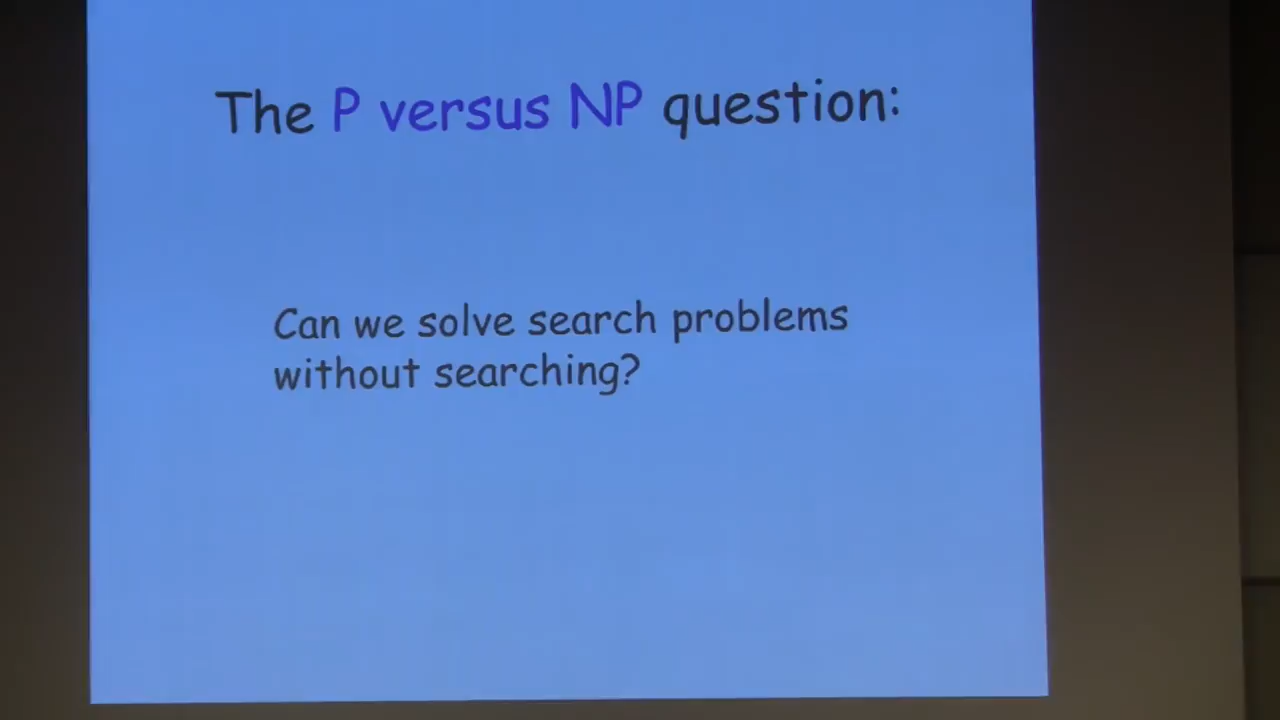 The P versus NP question:
Can we solve search problems
without searching?